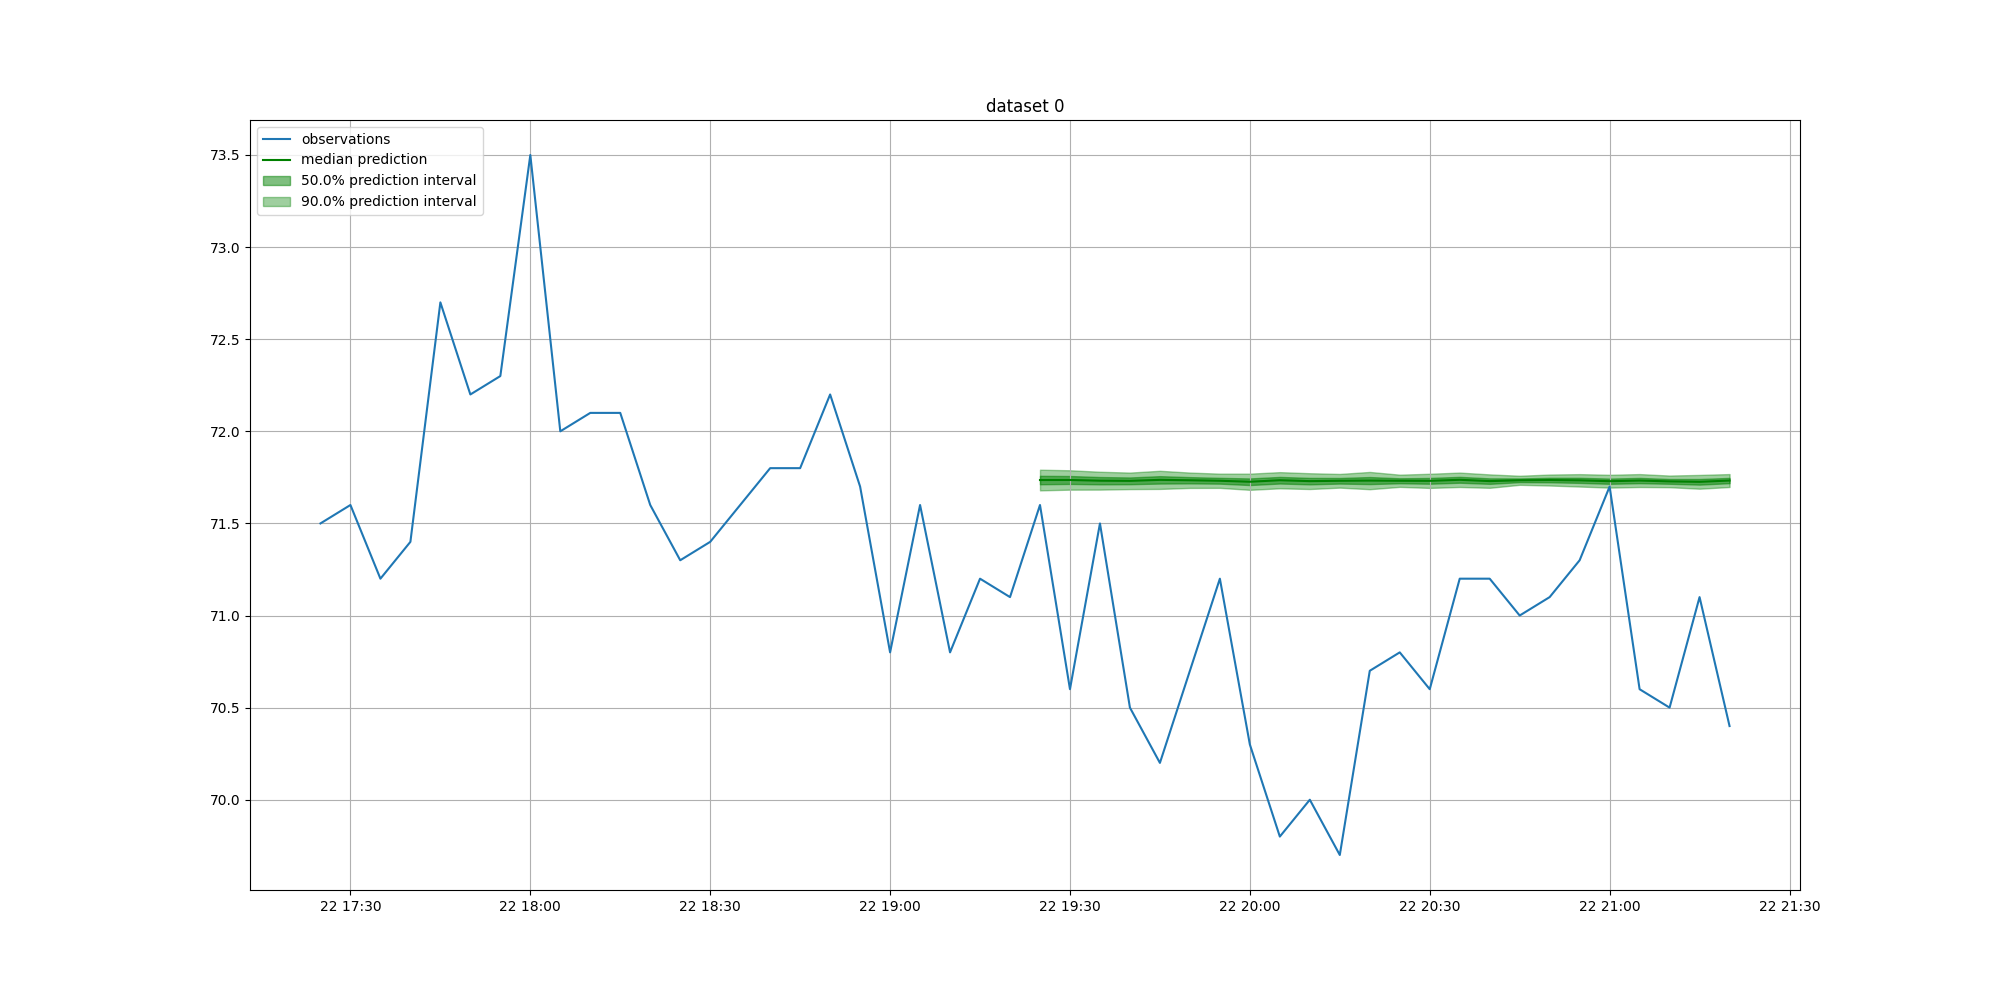 dataset 0
observations
median prediction
50.0% prediction interval
90.0% prediction interval
73.5
73.0
72.5
72.0
71.5
71.0
70.5
70.0
22 17:30 22 18:00 22 18:30 22 19:00 22 19:30 22 20:00 22 20:30 22 21:00 22 21:30